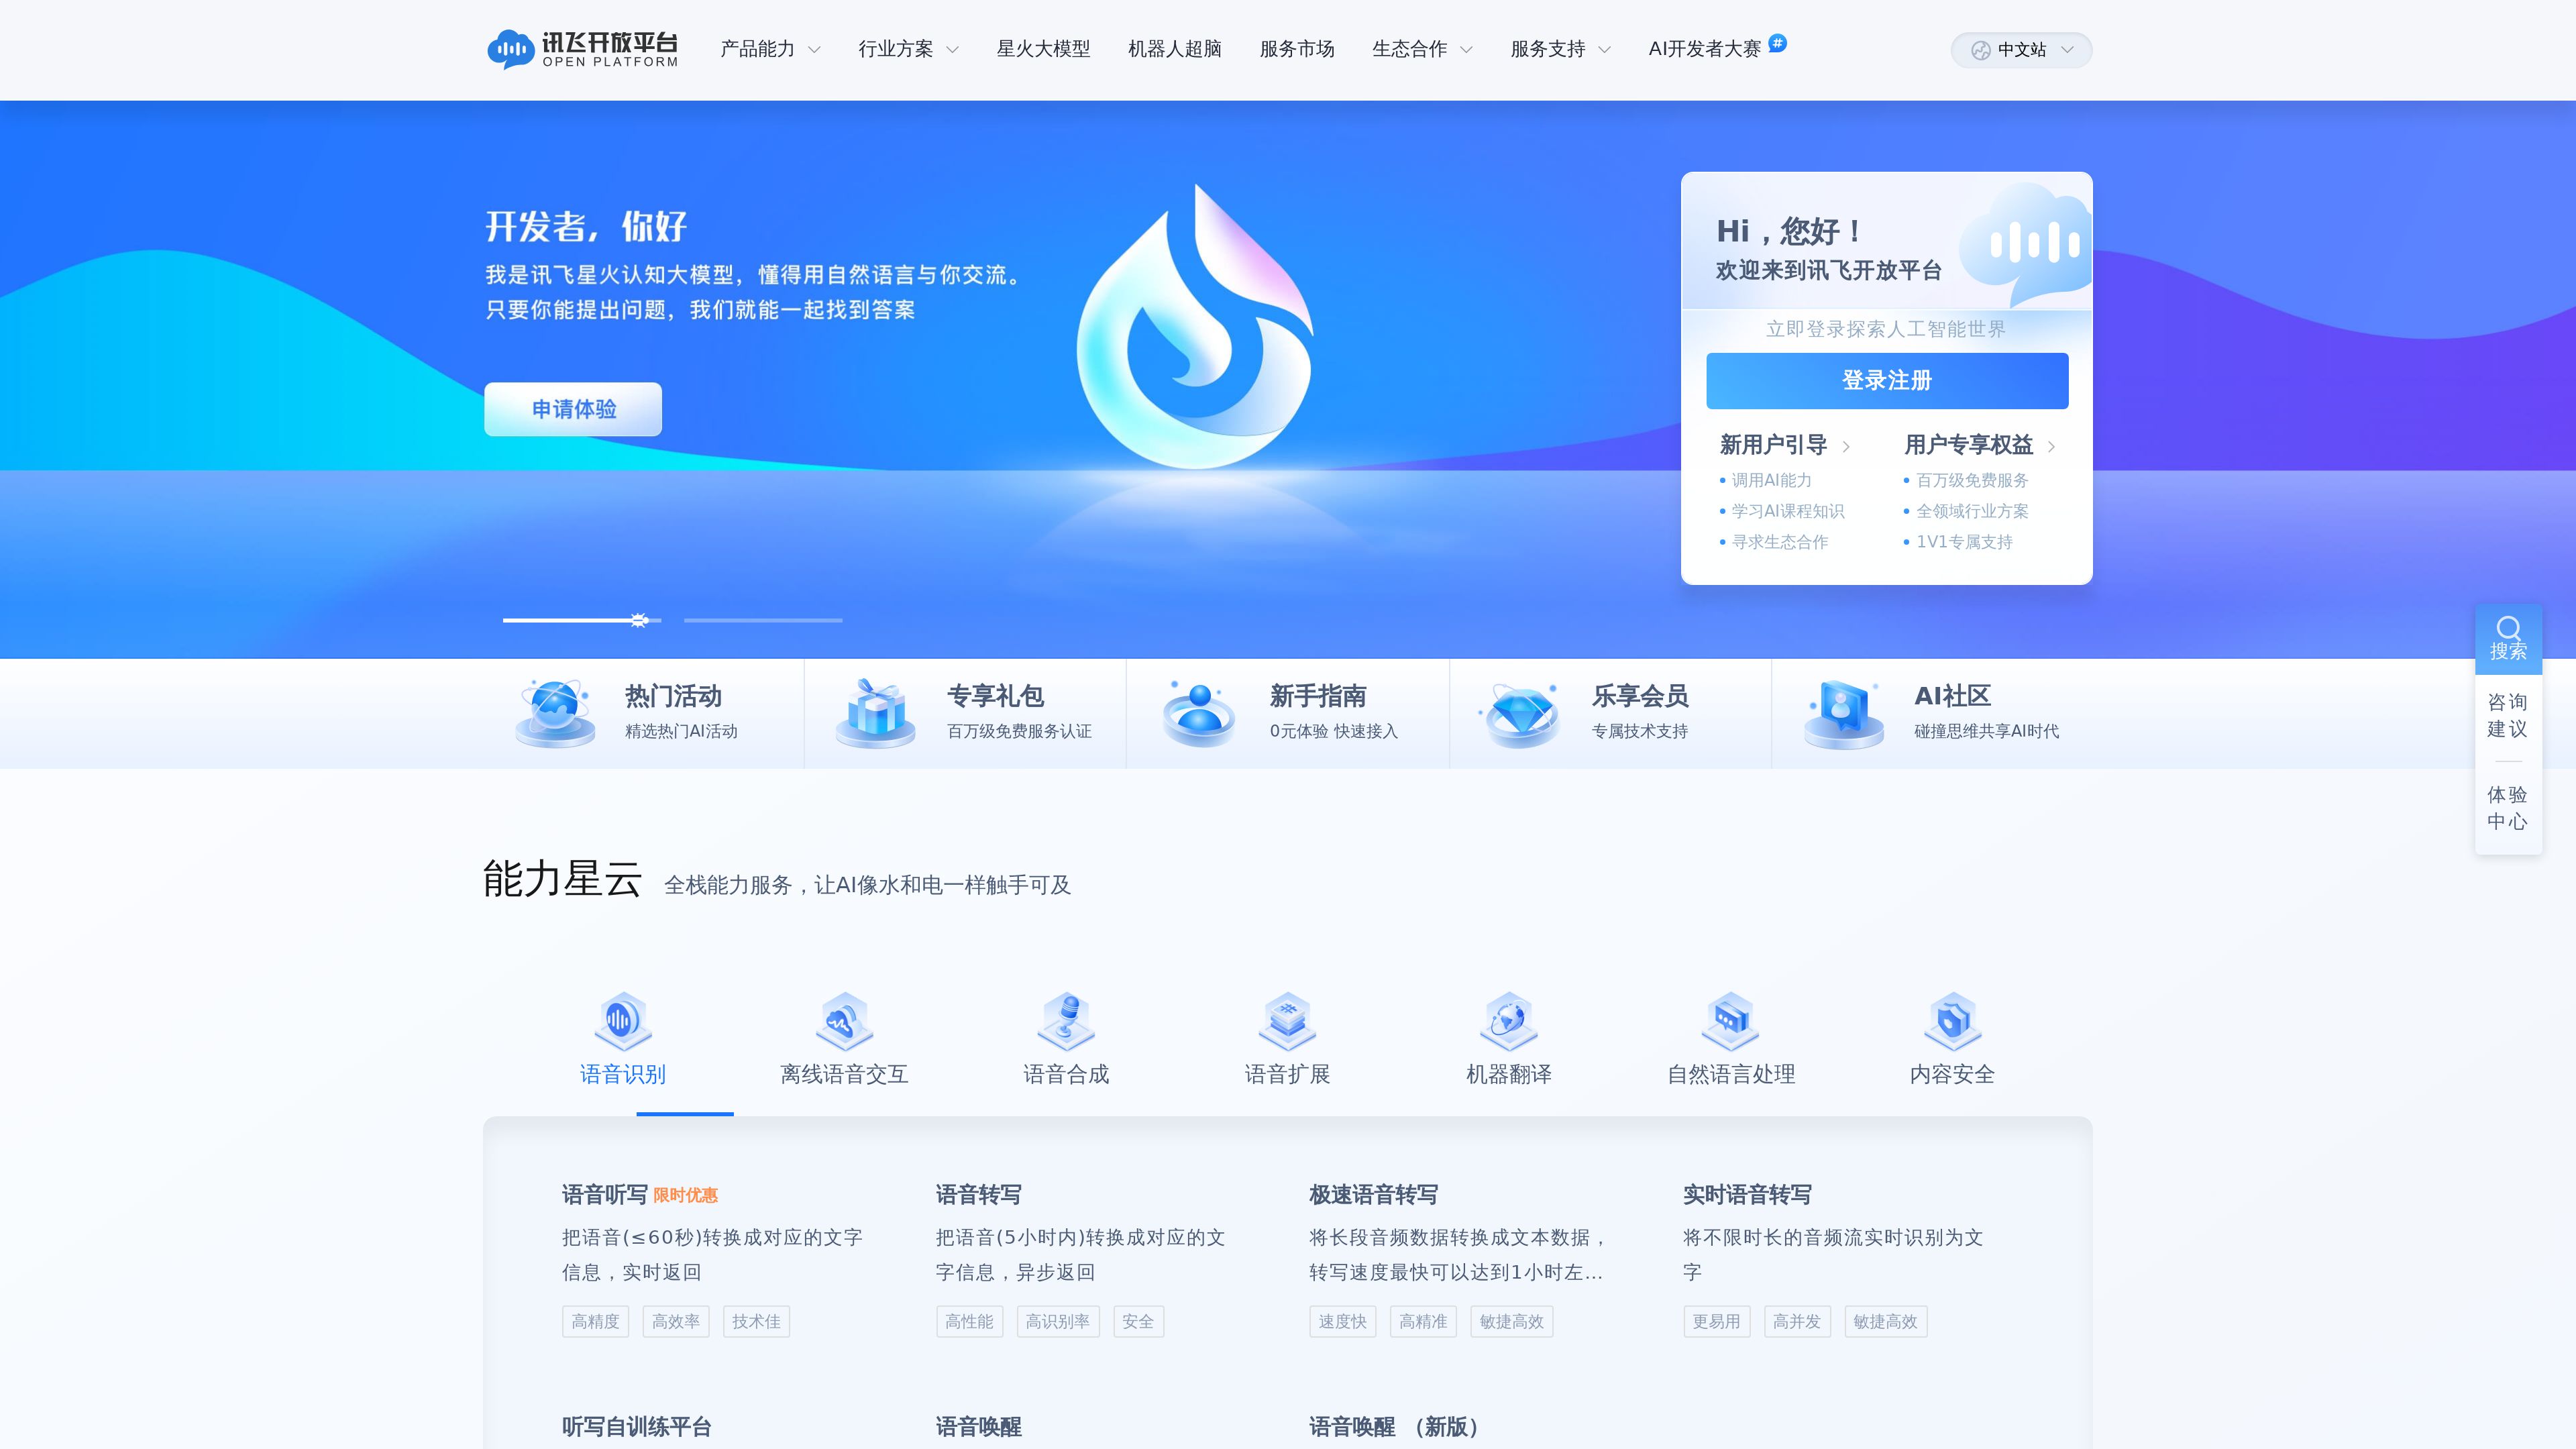 讯飞开放平台
OPEN PLATFORM
产品能力 行业方案 星火大模型 机器人超脑 服务市场 生态合作 服务支持 AI开发者大赛 #
中文站
开发者，你好
我是讯飞星火认知大模型，懂得用自然语言与你交流。
只要你能提出问题，我们就能一起找到答案
申请体验
Hi，您好！
欢迎来到讯飞开放平台
立即登录探索人工智能世界
登录注册
新用户引导
调用AI能力
学习AI课程知识
寻求生态合作
用户专享权益
百万级免费服务
全领域行业方案
1V1专属支持
搜索
咨询
建议
体验
中心
热门活动
精选热门AI活动
专享礼包
百万级免费服务认证
新手指南
0元体验 快速接入
乐享会员
专属技术支持
AI社区
碰撞思维共享AI时代
能力星云 全栈能力服务，让AI像水和电一样触手可及
语音识别 离线语音交互 语音合成 语音扩展 机器翻译 自然语言处理 内容安全
语音听写 限时优惠
把语音(≤60秒)转换成对应的文字
信息，实时返回
高精度 高效率 技术佳
语音转写
把语音(5小时内)转换成对应的文
字信息，异步返回
高性能 高识别率 安全
极速语音转写
将长段音频数据转换成文本数据，
转写速度最快可以达到1小时左...
速度快 高精准 敏捷高效
实时语音转写
将不限时长的音频流实时识别为文
字
更易用 高并发 敏捷高效
听写自训练平台
语音唤醒
语音唤醒 （新版）